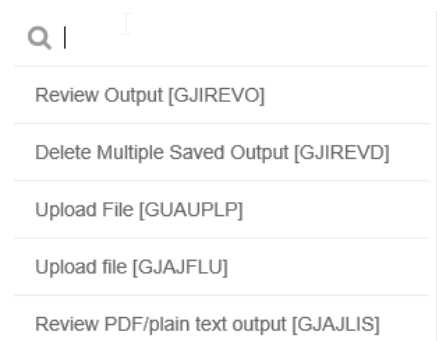 Review Output [GJIREVO]
Delete Multiple Saved Output [GJIREVD]
Upload File [GUAUPLP]
Upload file [GJAJFLU]
Review PDF/plain text output [GJAJLIS]